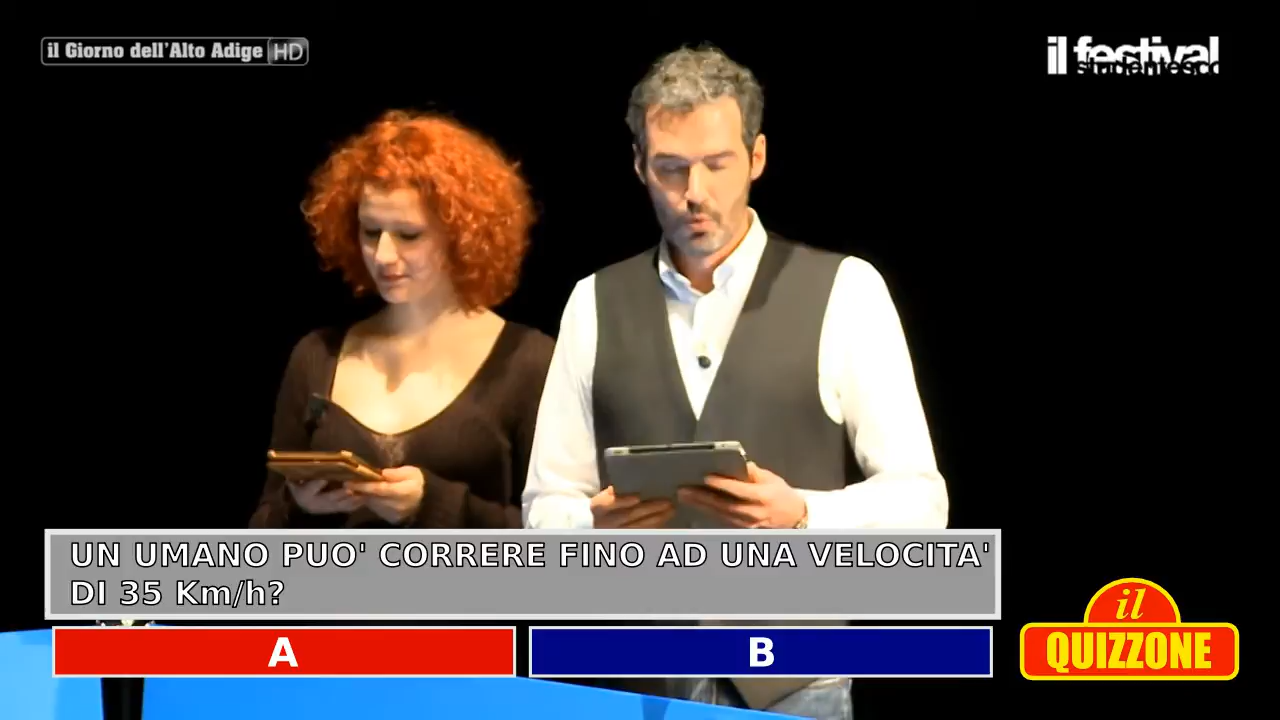 il Giorno dell'Alto Adige HD
il festival
studentesco
UN UMANO PUO' CORRERE FINO AD UNA VELOCITA'
DI 35 Km/h?
A
B
il
QUIZZONE